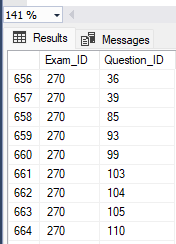 141 %
Results Messages
Exam_ID Question_ID
656 270 36
657 270 39
658 270 85
659 270 93
660 270 99
661 270 103
662 270 104
663 270 105
664 270 110